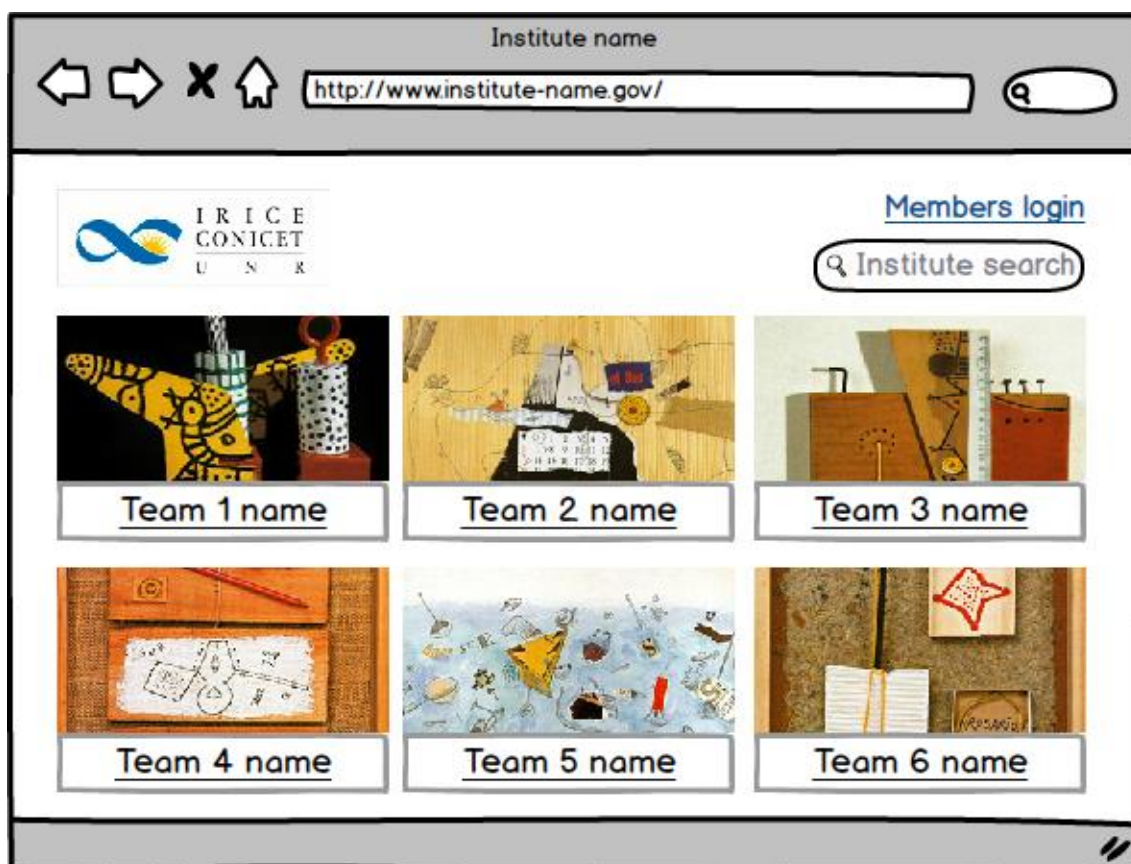 Institute name
http://www.institute-name.gov/
IRICE
CONICET
UNR
Members login
Institute search
Team 1 name
Team 2 name
Team 3 name
Team 4 name
Team 5 name
Team 6 name